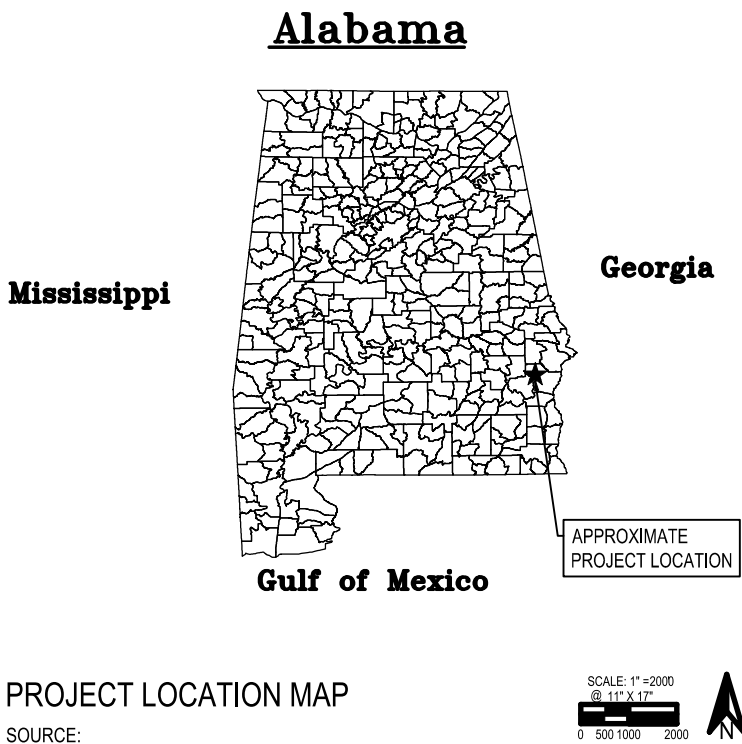 Alabama
Georgia
Mississippi
APPROXIMATE
PROJECT LOCATION
Gulf of Mexico
PROJECT LOCATION MAP
SOURCE:
SCALE: 1" =2000
@ 11" X 17"
0 500 1000 2000
N